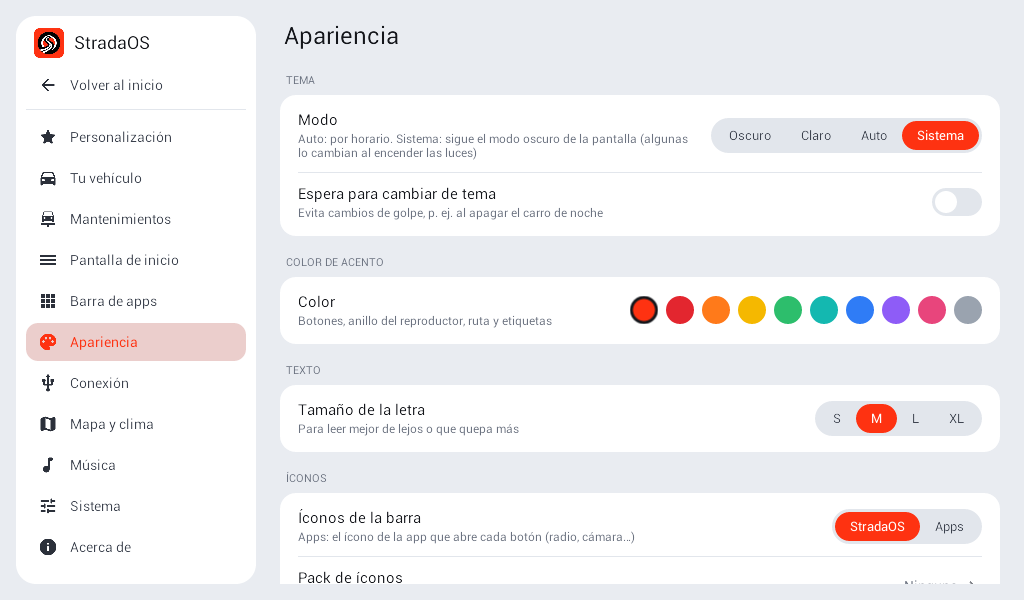 StradaOS
Volver al inicio
Personalización
Tu vehículo
Mantenimientos
Pantalla de inicio
Barra de apps
Apariencia
Conexión
Mapa y clima
Música
Sistema
Acerca de
Apariencia
TEMA
Modo
Auto: por horario. Sistema: sigue el modo oscuro de la pantalla (algunas
lo cambian al encender las luces)
Oscuro Claro Auto Sistema
Espera para cambiar de tema
Evita cambios de golpe, p. ej. al apagar el carro de noche
COLOR DE ACENTO
Color
Botones, anillo del reproductor, ruta y etiquetas
TEXTO
Tamaño de la letra
Para leer mejor de lejos o que quepa más
S M L XL
ÍCONOS
Íconos de la barra
Apps: el ícono de la app que abre cada botón (radio, cámara...)
StradaOS Apps
Pack de íconos